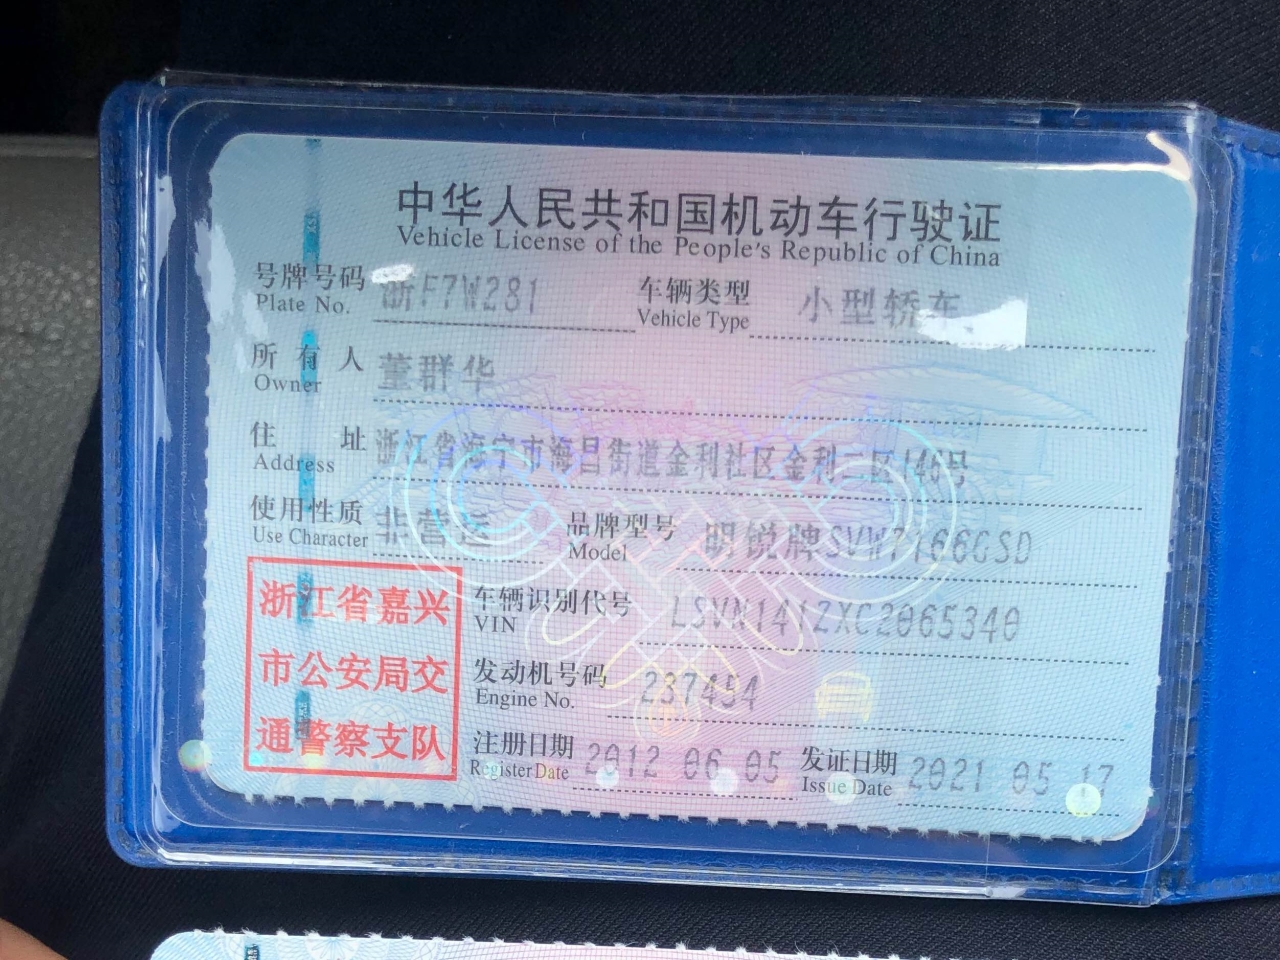 中华人民共和国机动车行驶证
Vehicle License of the People's Republic of China
号牌号码 浙F7W281 车辆类型 小型轿车
Plate No. Vehicle Type
所有人 董群华
Owner
住址 浙江省海宁市海昌街道金利社区金利二区146号
Address
使用性质 非营运 品牌型号 明锐牌SVW7166GSD
Use Character Model
浙江省嘉兴
市公安局交
通警察支队
车辆识别代号 LSVN141ZXC2065340
VIN
发动机号码 237454
Engine No.
注册日期 2012 06 05 发证日期 2021 05 17
Register Date Issue Date